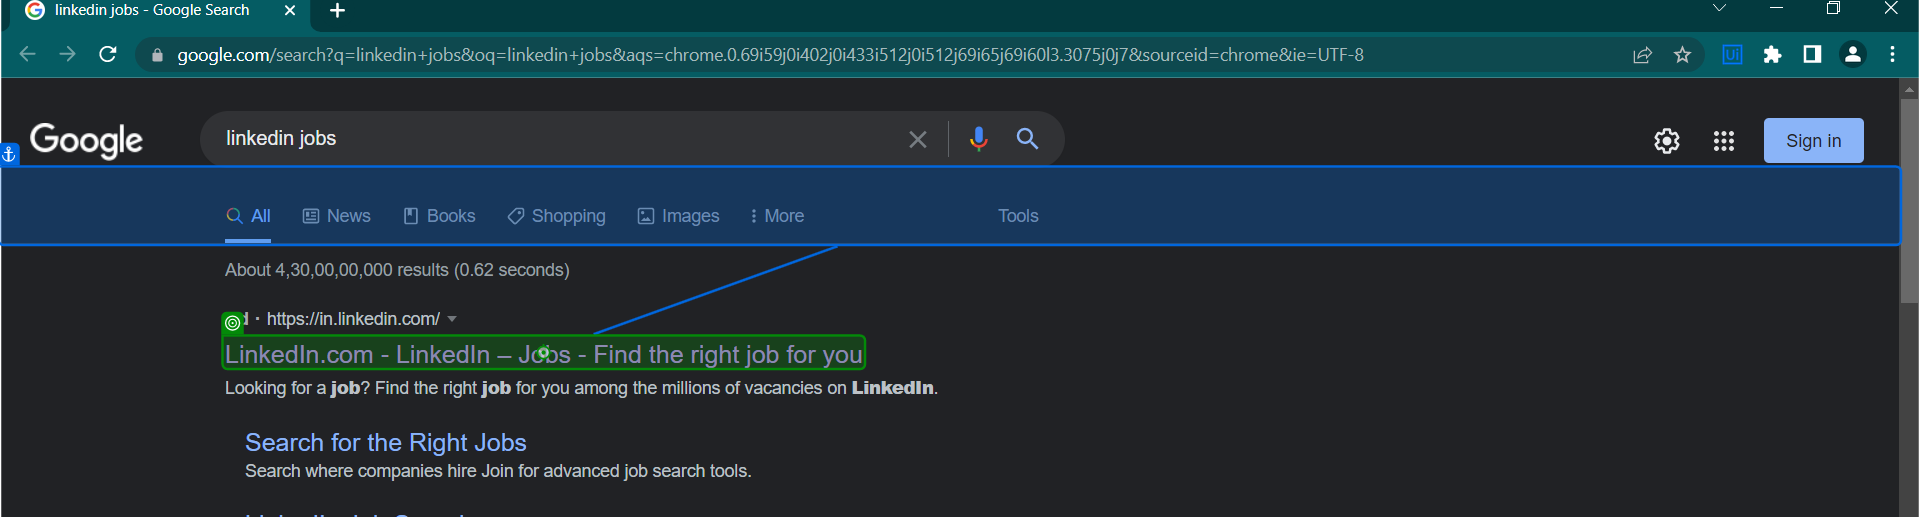 linkedin jobs - Google Search
google.com/search?q=linkedin+jobs&oq=linkedin+jobs&aqs=chrome.0.69i59j0i402j0i433i512j0i512j69i65j69i60l3.3075j0j7&sourceid=chrome&ie=UTF-8
Ui
Google
linkedin jobs
Sign in
All News Books Shopping Images More Tools
About 4,30,00,00,000 results (0.62 seconds)
· https://in.linkedin.com/
LinkedIn.com - LinkedIn – Jobs - Find the right job for you
Looking for a job? Find the right job for you among the millions of vacancies on LinkedIn.
Search for the Right Jobs
Search where companies hire Join for advanced job search tools.